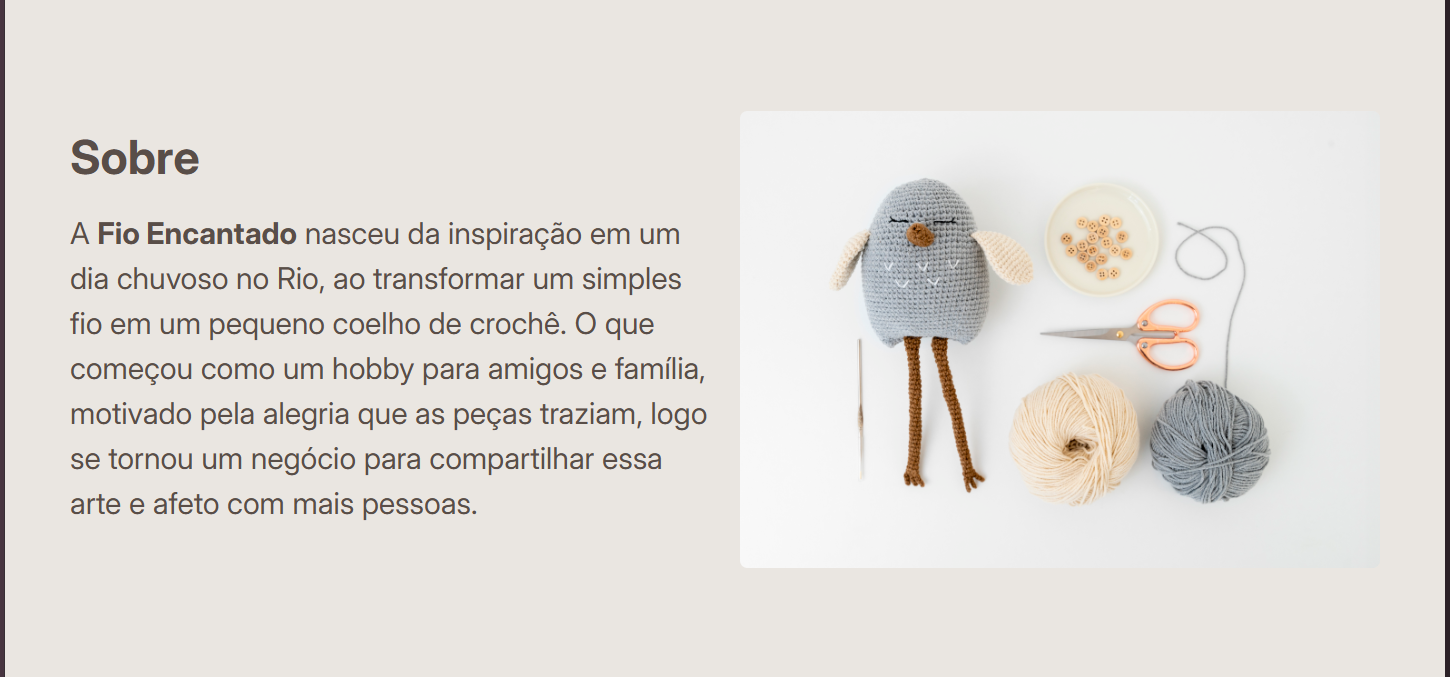 Sobre
A Fio Encantado nasceu da inspiração em um
dia chuvoso no Rio, ao transformar um simples
fio em um pequeno coelho de crochê. O que
começou como um hobby para amigos e família,
motivado pela alegria que as peças traziam, logo
se tornou um negócio para compartilhar essa
arte e afeto com mais pessoas.